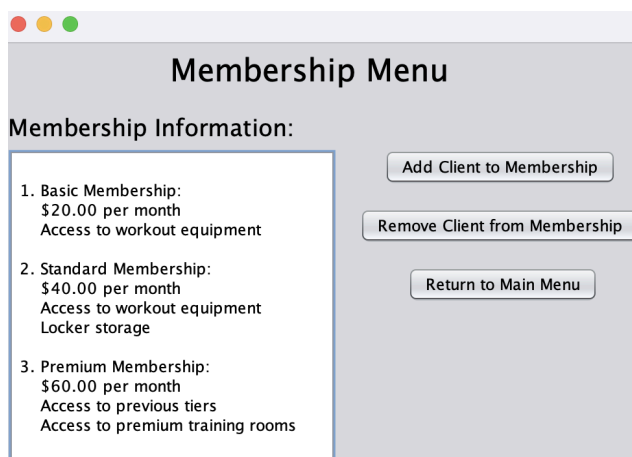 Membership Menu
Membership Information:
1. Basic Membership:
$20.00 per month
Access to workout equipment
2. Standard Membership:
$40.00 per month
Access to workout equipment
Locker storage
3. Premium Membership:
$60.00 per month
Access to previous tiers
Access to premium training rooms
Add Client to Membership
Remove Client from Membership
Return to Main Menu